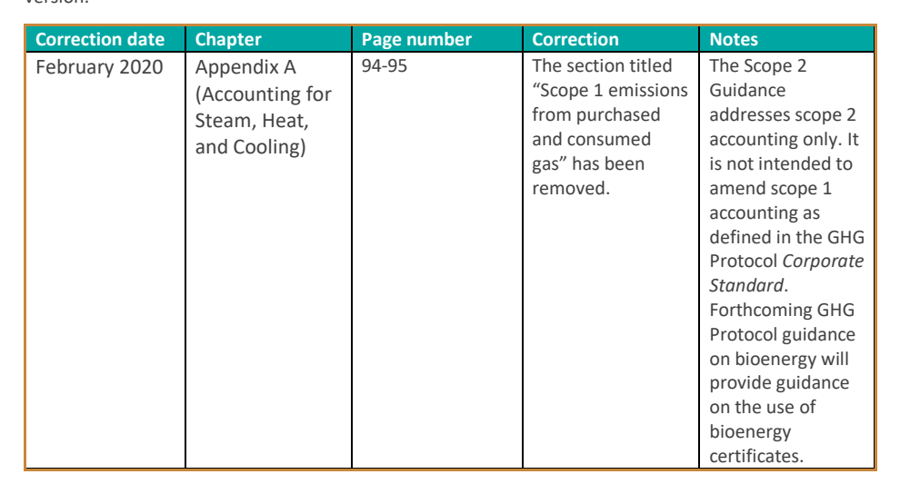 version.
Correction date Chapter Page number Correction Notes
February 2020
Appendix A
(Accounting for
Steam, Heat,
and Cooling)
94-95
The section titled
“Scope 1 emissions
from purchased
and consumed
gas” has been
removed.
The Scope 2
Guidance
addresses scope 2
accounting only. It
is not intended to
amend scope 1
accounting as
defined in the GHG
Protocol Corporate
Standard.
Forthcoming GHG
Protocol guidance
on bioenergy will
provide guidance
on the use of
bioenergy
certificates.